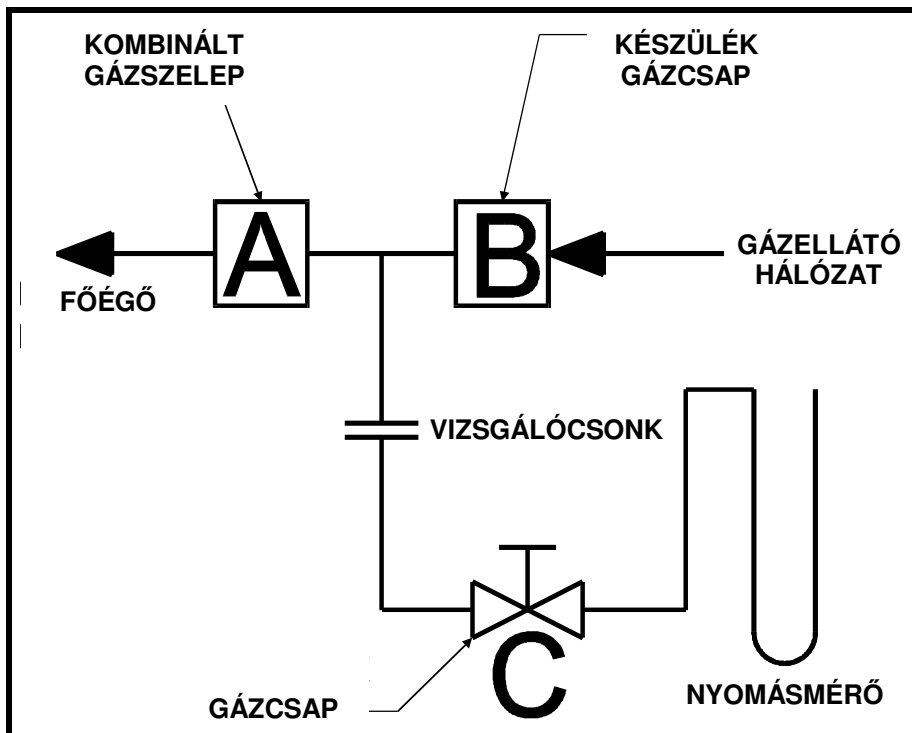 KOMBINÁLT
GÁZSZELEP
KÉSZÜLÉK
GÁZCSAP
A
B
GÁZELLÁTÓ
HÁLÓZAT
FŐÉGŐ
VIZSGÁLÓCSONK
C
GÁZCSAP
NYOMÁSMÉRŐ